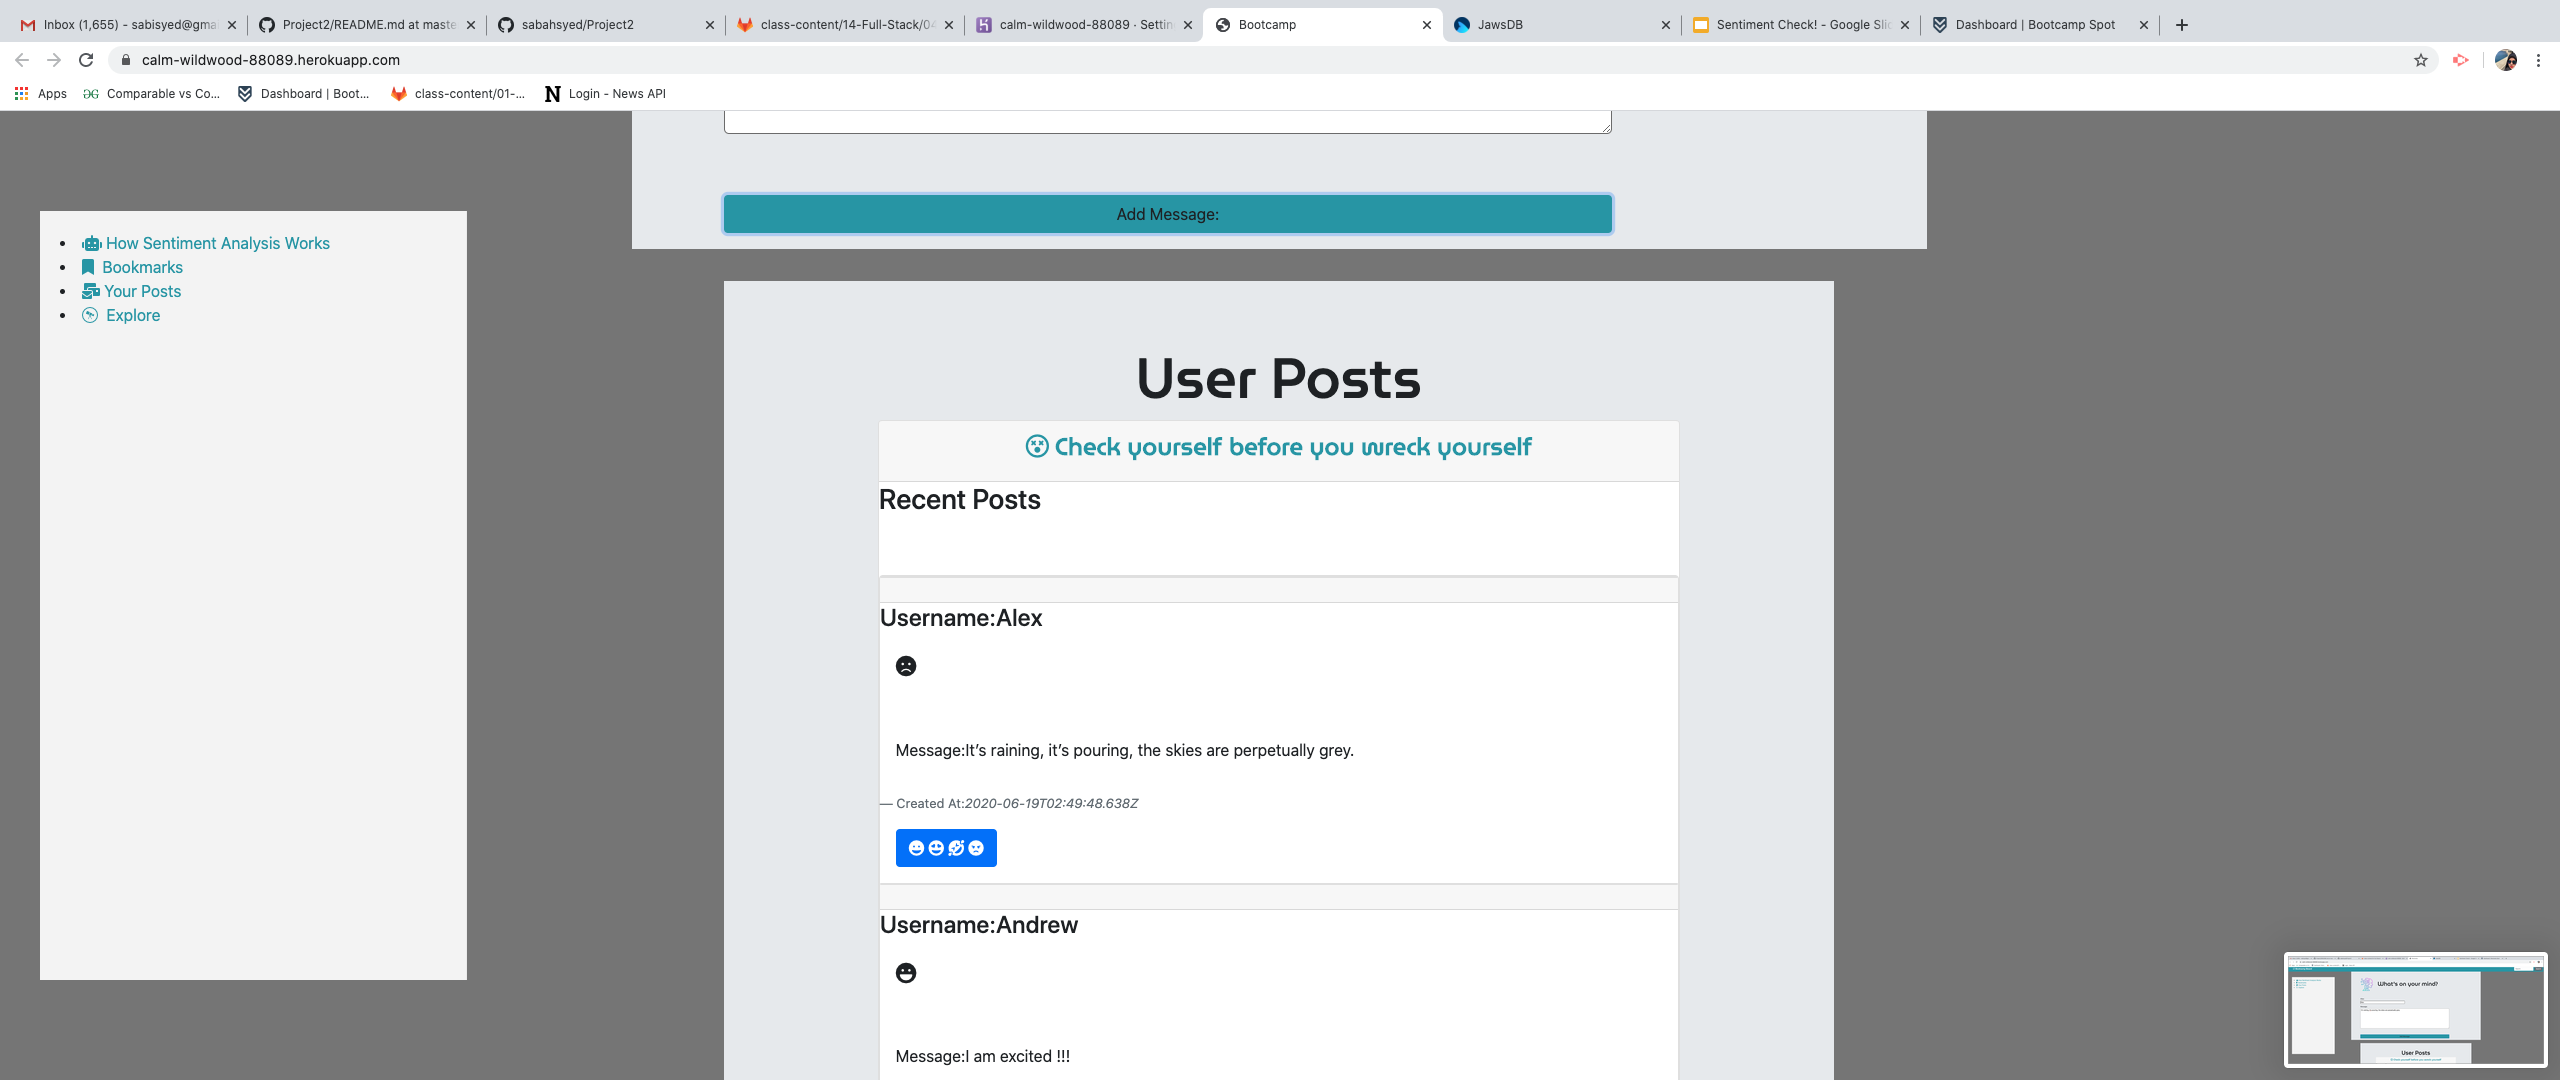 Inbox (1,655) - sabisyed@gma
Project2/README.md at maste
sabahsyed/Project2
class-content/14-Full-Stack/04
calm-wildwood-88089 · Settin
Bootcamp
JawsDB
Sentiment Check! - Google Slid
Dashboard | Bootcamp Spot
calm-wildwood-88089.herokuapp.com
Apps
Comparable vs Co...
Dashboard | Boot...
class-content/01-...
Login - News API
Add Message:
How Sentiment Analysis Works
Bookmarks
Your Posts
Explore
User Posts
Check yourself before you wreck yourself
Recent Posts
Username:Alex
Message:It’s raining, it’s pouring, the skies are perpetually grey.
— Created At:2020-06-19T02:49:48.638Z
Username:Andrew
Message:I am excited !!!
What's on your mind?
User Posts